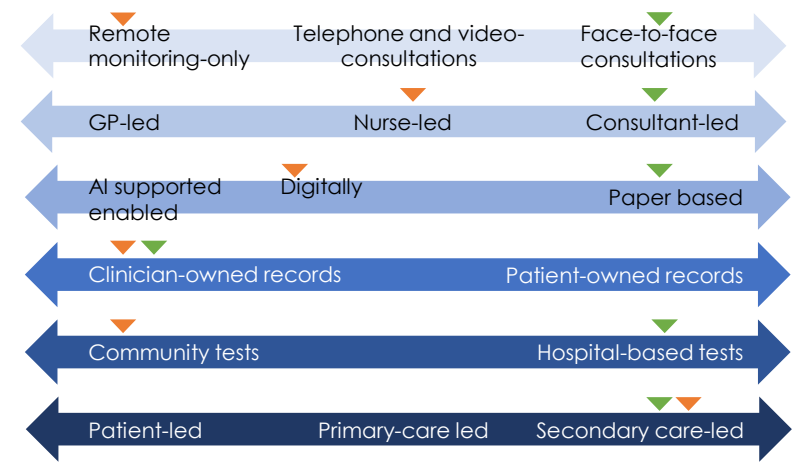 Remote
monitoring-only
Telephone and video-
consultations
Face-to-face
consultations
GP-led
Nurse-led
Consultant-led
AI supported
enabled
Digitally
Paper based
Clinician-owned records
Patient-owned records
Community tests
Hospital-based tests
Patient-led
Primary-care led
Secondary care-led